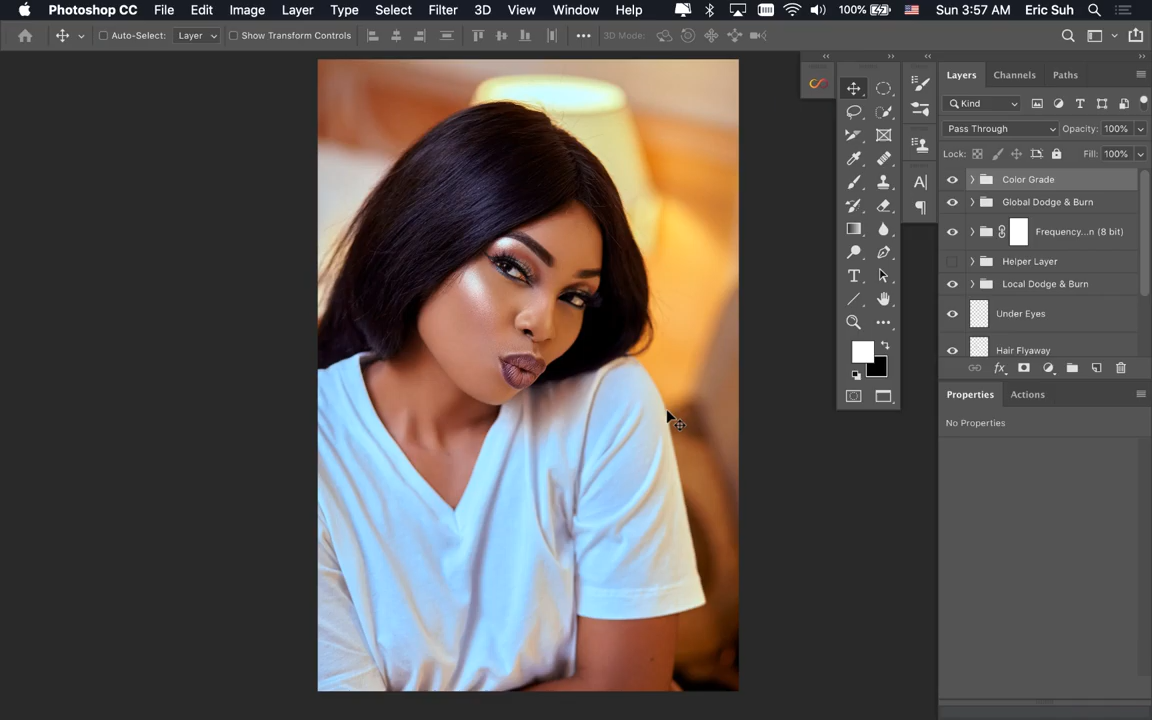 Photoshop CC File Edit Image Layer Type Select Filter 3D View Window Help 100% Sun 3:57 AM Eric Suh
Auto-Select: Layer Show Transform Controls 3D Mode:
Layers Channels Paths
Kind
Pass Through Opacity: 100%
Lock: Fill: 100%
Color Grade
Global Dodge & Burn
Frequency...n (8 bit)
Helper Layer
Local Dodge & Burn
Under Eyes
Hair Flyaway
Properties Actions
No Properties